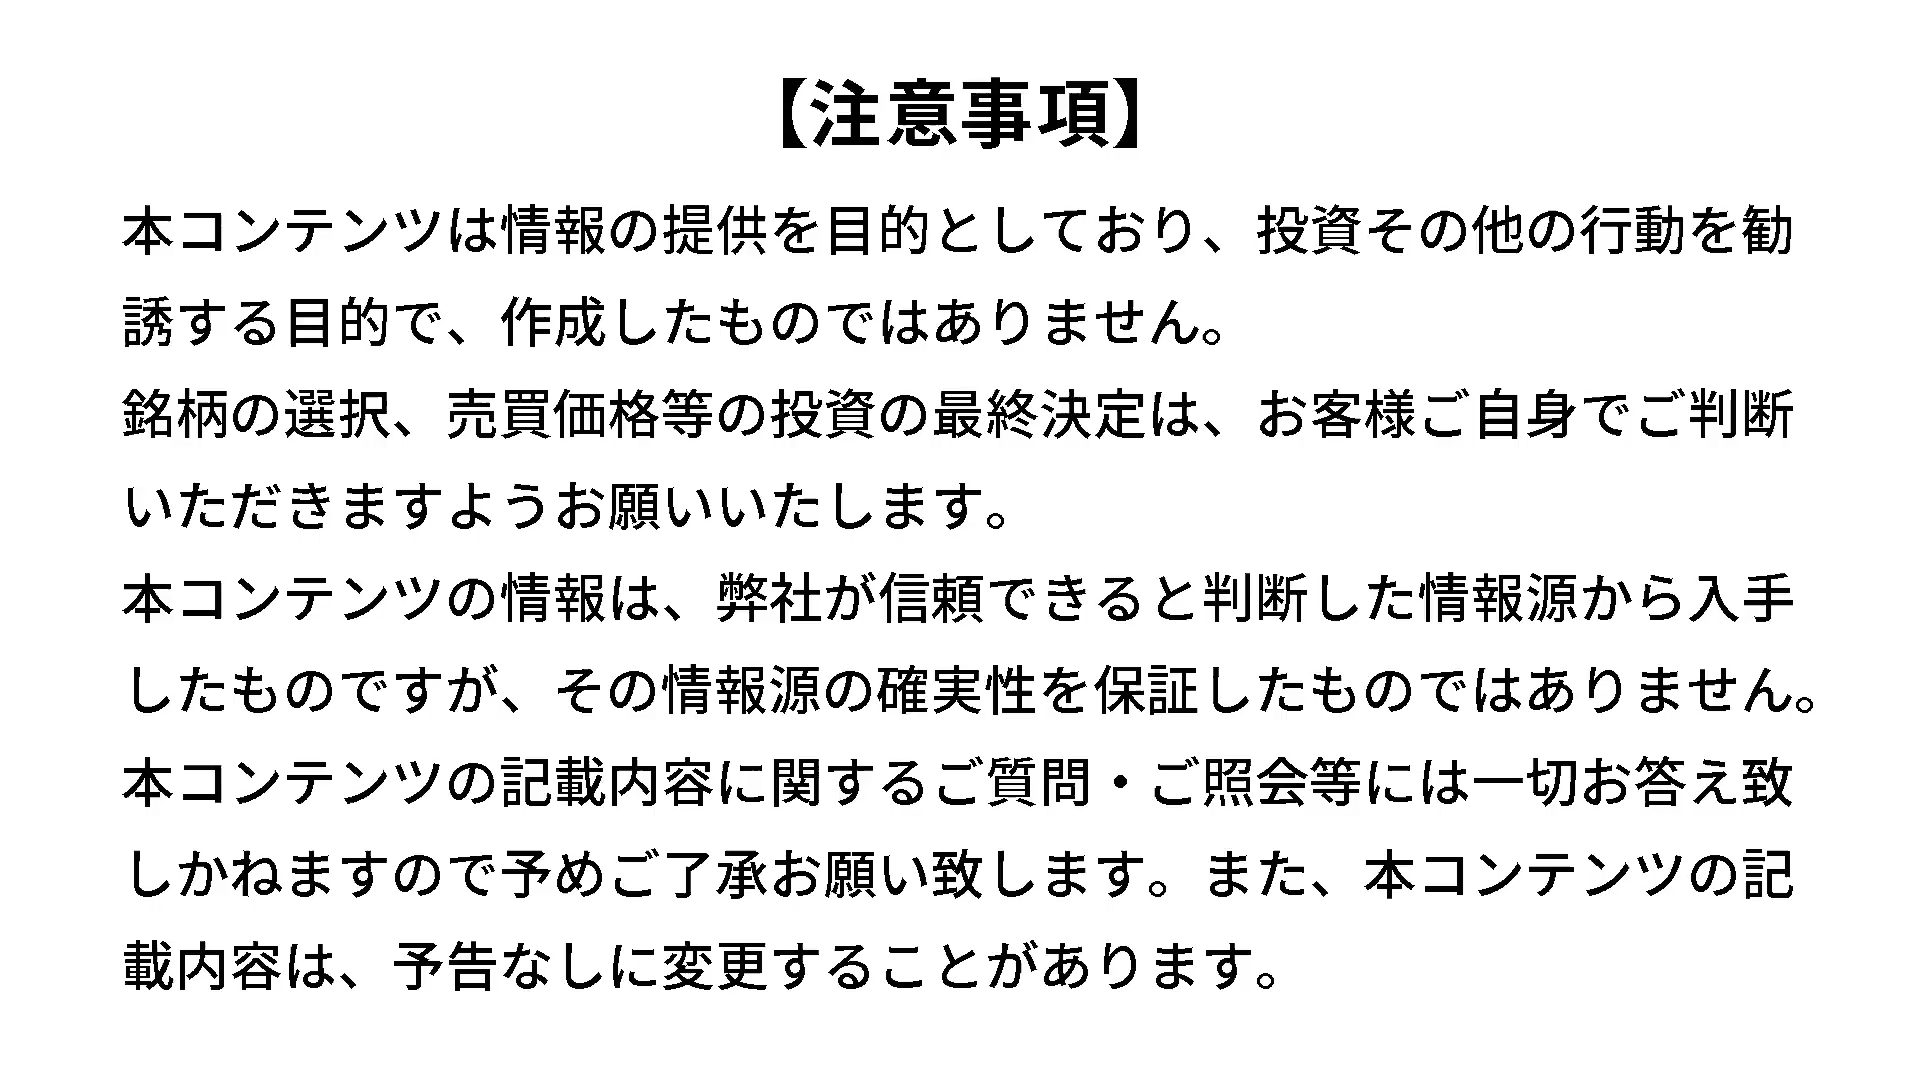 【注意事項】
本コンテンツは情報の提供を目的としており、投資その他の行動を勧
誘する目的で、作成したものではありません。
銘柄の選択、売買価格等の投資の最終決定は、お客様ご自身でご判断
いただきますようお願いいたします。
本コンテンツの情報は、弊社が信頼できると判断した情報源から入手
したものですが、その情報源の確実性を保証したものではありません。
本コンテンツの記載内容に関するご質問・ご照会等には一切お答え致
しかねますので予めご了承お願い致します。また、本コンテンツの記
載内容は、予告なしに変更することがあります。